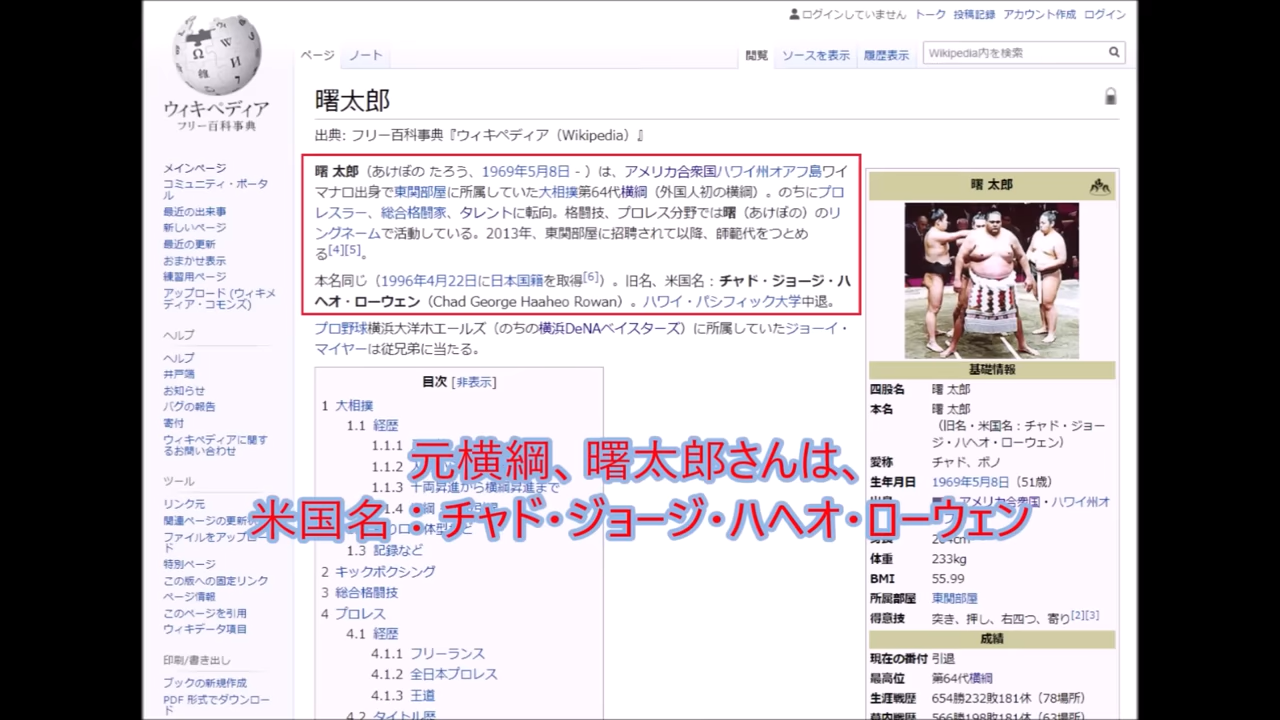 ログインしていません トーク 投稿記録 アカウント作成 ログイン
ページ ノート 閲覧 ソースを表示 履歴表示 Wikipedia内を検索
ウィキペディア
フリー百科事典
メインページ
コミュニティ・ポータ
ル
最近の出来事
新しいページ
最近の更新
おまかせ表示
練習用ページ
アップロード (ウィキメ
ディア・コモンズ)
ヘルプ
ヘルプ
井戸端
お知らせ
バグの報告
寄付
ウィキペディアに関す
るお問い合わせ
ツール
リンク元
関連ページの更新状
ファイルをアップロー
ド
特別ページ
この版への固定リンク
ページ情報
このページを引用
ウィキデータ項目
印刷/書き出し
ブックの新規作成
PDF 形式でダウンロー
ド
曙太郎
出典: フリー百科事典『ウィキペディア（Wikipedia）』
曙 太郎（あけぼの たろう、1969年5月8日 - ）は、アメリカ合衆国ハワイ州オアフ島ワイ
マナロ出身で東関部屋に所属していた大相撲第64代横綱（外国人初の横綱）。のちにプロ
レスラー、総合格闘家、タレントに転向。格闘技、プロレス分野では曙（あけぼの）のリ
ングネームで活動している。2013年、東関部屋に招聘されて以降、師範代をつとめ
る[4][5]。
本名同じ（1996年4月22日に日本国籍を取得[6]）。旧名、米国名：チャド・ジョージ・ハ
ヘオ・ローウェン（Chad George Haaheo Rowan）。ハワイ・パシフィック大学中退。
プロ野球横浜大洋ホエールズ（のちの横浜DeNAベイスターズ）に所属していたジョーイ・
マイヤーは従兄弟に当たる。
目次 [非表示]
1 大相撲
1.1 経歴
1.1.1
1.1.2
1.1.3 十両昇進から横綱昇進まで
1.3 記録など
2 キックボクシング
3 総合格闘技
4 プロレス
4.1 経歴
4.1.1 フリーランス
4.1.2 全日本プロレス
4.1.3 王道
4.2 タイトル歴
元横綱、曙太郎さんは、
米国名：チャド・ジョージ・ハヘオ・ローウェン
曙 太郎
基礎情報
四股名 曙 太郎
本名 曙 太郎
（旧名・米国名：チャド・ジョー
ジ・ハヘオ・ローウェン）
愛称 チャド、ボノ
生年月日 1969年5月8日（51歳）
アメリカ合衆国・ハワイ州オ
体重 233kg
BMI 55.99
所属部屋 東関部屋
得意技 突き、押し、右四つ、寄り[2][3]
成績
現在の番付 引退
最高位 第64代横綱
生涯戦歴 654勝232敗181休（78場所）
幕内戦歴 566勝198敗181休（63場所）